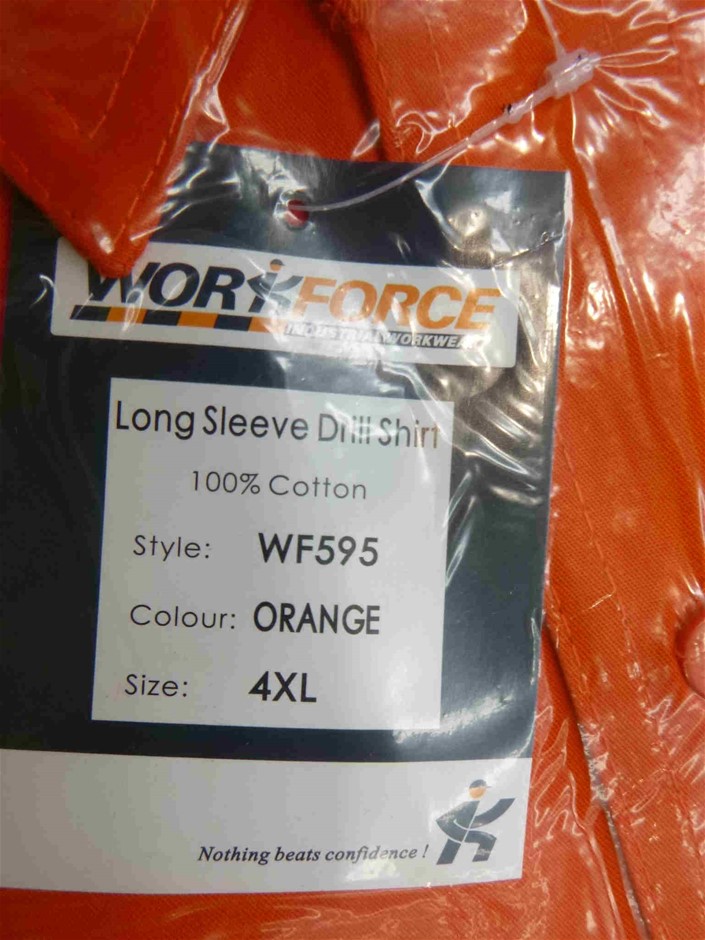 WORKFORCE
INDUSTRIAL WORKWEAR
Long Sleeve Drill Shirt
100% Cotton
Style: WF595
Colour: ORANGE
Size: 4XL
Nothing beats confidence !